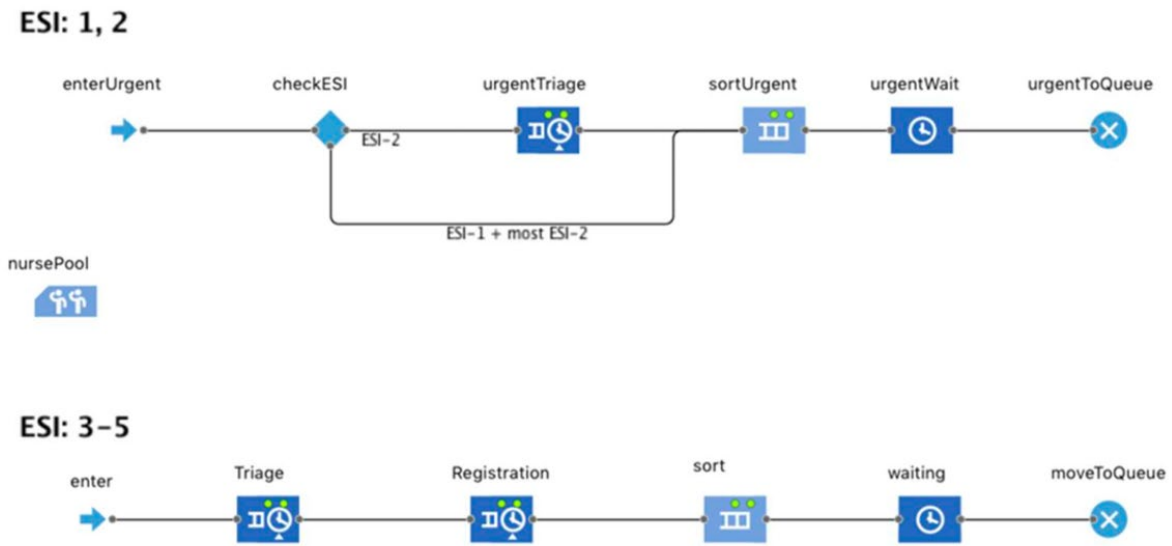 ESI: 1, 2
enterUrgent
checkESI
urgentTriage
sortUrgent
urgentWait
urgentToQueue
ESI-2
ESI-1 + most ESI-2
nursePool
ESI: 3-5
enter
Triage
Registration
sort
waiting
moveToQueue